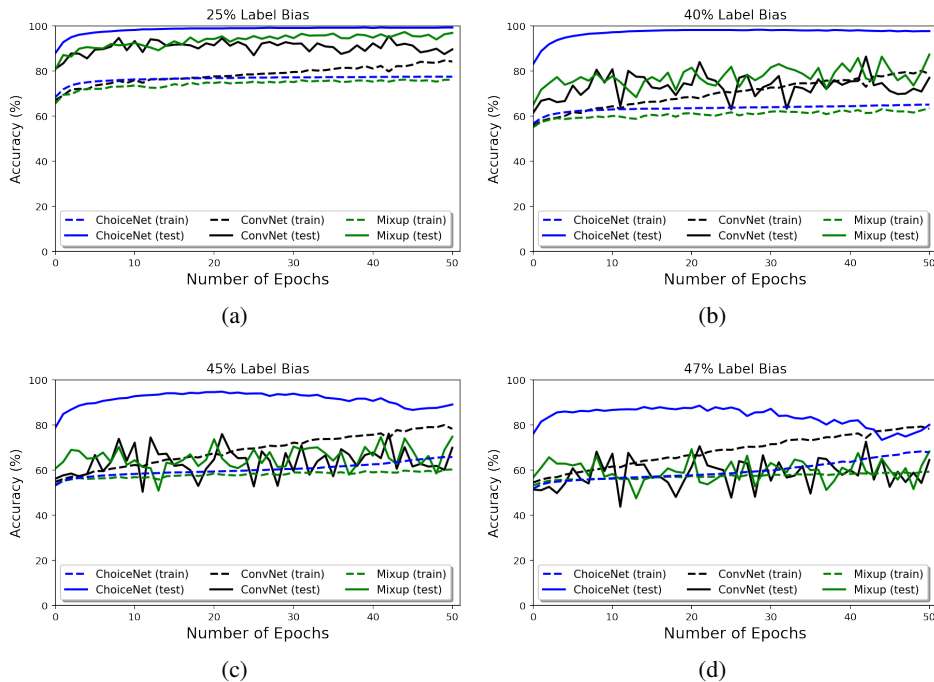 25% Label Bias
100
80
60
40
20
0
Accuracy (%)
ChoiceNet (train) ConvNet (train) Mixup (train)
ChoiceNet (test) ConvNet (test) Mixup (test)
0 10 20 30 40 50
Number of Epochs
(a)
40% Label Bias
100
80
60
40
20
0
Accuracy (%)
ChoiceNet (train) ConvNet (train) Mixup (train)
ChoiceNet (test) ConvNet (test) Mixup (test)
0 10 20 30 40 50
Number of Epochs
(b)
45% Label Bias
100
80
60
40
20
0
Accuracy (%)
ChoiceNet (train) ConvNet (train) Mixup (train)
ChoiceNet (test) ConvNet (test) Mixup (test)
0 10 20 30 40 50
Number of Epochs
(c)
47% Label Bias
100
80
60
40
20
0
Accuracy (%)
ChoiceNet (train) ConvNet (train) Mixup (train)
ChoiceNet (test) ConvNet (test) Mixup (test)
0 10 20 30 40 50
Number of Epochs
(d)